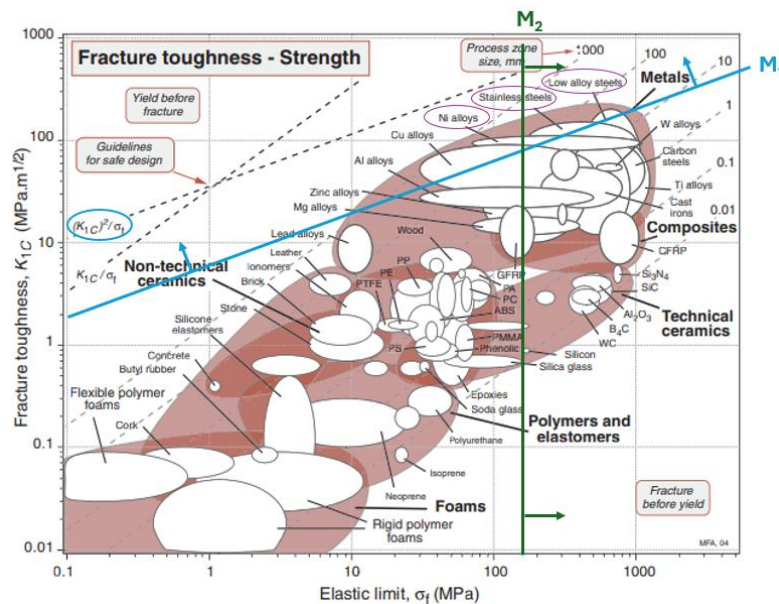 M₂
1000
Fracture toughness - Strength
Process zone
size, mm
1000
100
10
M
Yield before
fracture
Low alloy steels
Metals
Stainless steels
Ni alloys
1
100
Cu alloys
W alloys
Guidelines
for safe design
Al alloys
Carbon
steels
0.1
Zinc alloys
Ti alloys
Mg alloys
Cast
irons
0.01
(K1C)²/σf
Wood
Composites
Lead alloys
10
Non-technical
ceramics
Leather
PP
CFRP
K1C/σf
Ionomers
PE
GFRP
Si3N4
Brick
PTFE
PA
SiC
PC
Stone
ABS
Al2O3
Technical
ceramics
Silicone
elastomers
B4C
PMMA
WC
PS
Phenolic
Silicon
Concrete
1
Butyl rubber
Silica glass
Flexible polymer
foams
Epoxies
Soda glass
Polymers and
elastomers
Cork
Polyurethane
0.1
Isoprene
Neoprene
Foams
Fracture
before yield
Rigid polymer
foams
MFA, 04
0.01
0.1
1
10
100
1000
Elastic limit, σf (MPa)
Fracture toughness, K1C (MPa.m1/2)